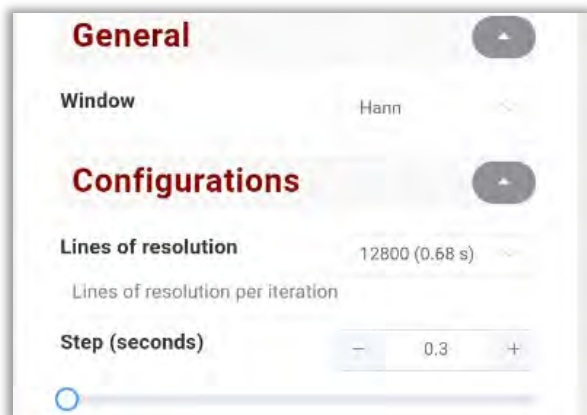 General
Window
Hann
Configurations
Lines of resolution
12800 (0.68 s)
Lines of resolution per iteration
Step (seconds)
− 0.3 +